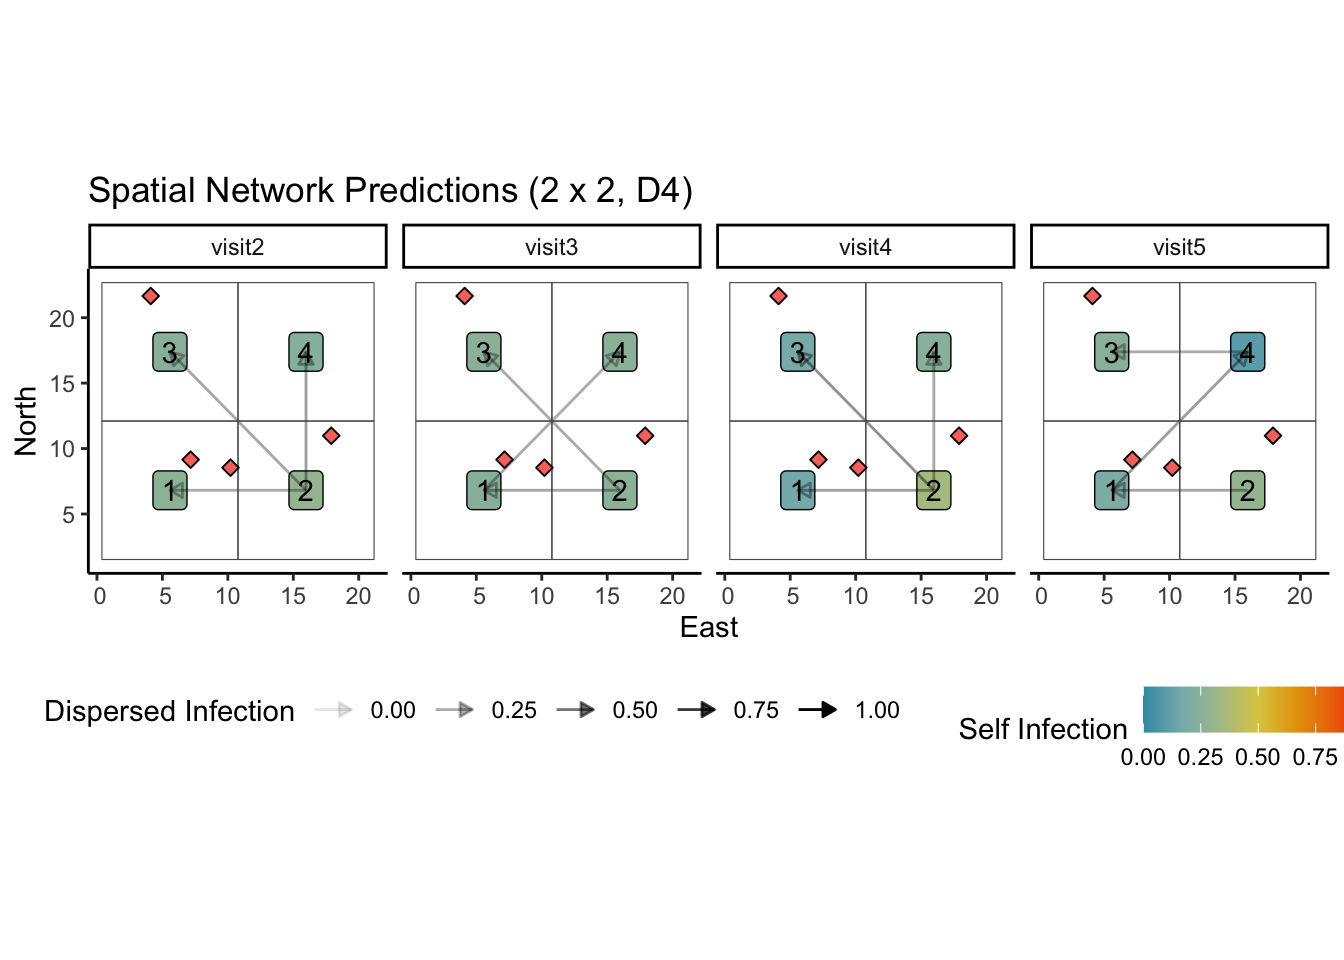 Spatial Network Predictions (2 x 2, D4)
visit2 visit3 visit4 visit5
North
20
15
10
5
3 4 3 4 3 4 3 4
1 2 1 2 1 2 1 2
0 5 10 15 20 0 5 10 15 20 0 5 10 15 20 0 5 10 15 20
East
Dispersed Infection 0.00 0.25 0.50 0.75 1.00
Self Infection
0.00 0.25 0.50 0.75